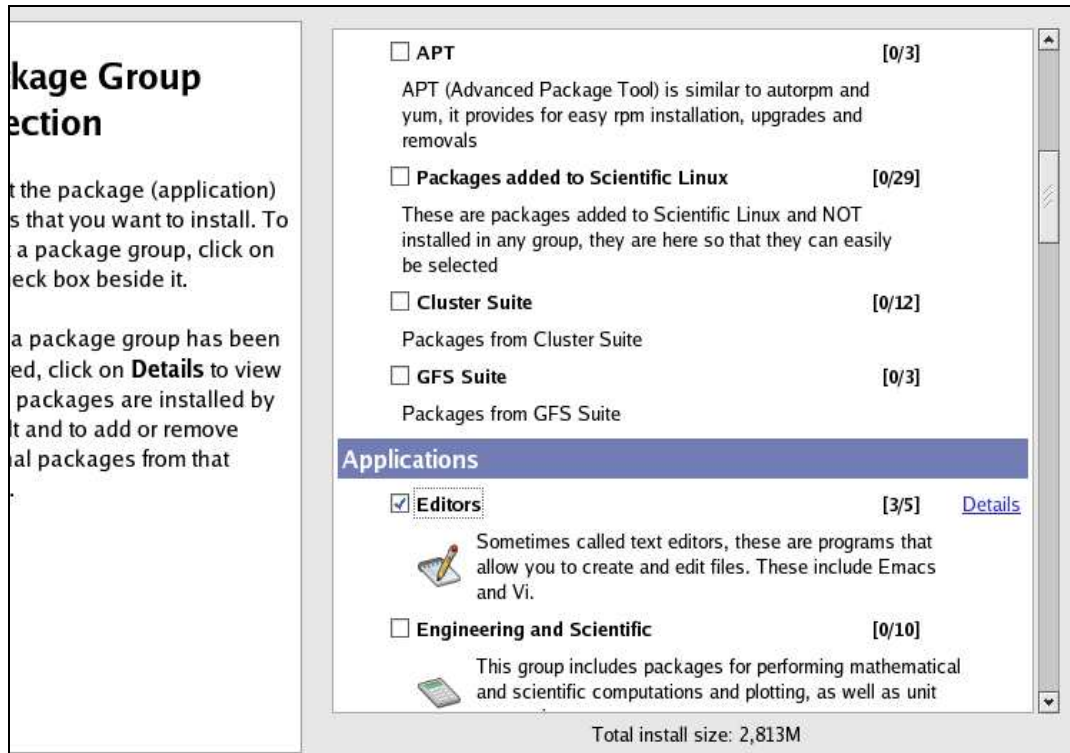 kage Group
ection
t the package (application)
s that you want to install. To
a package group, click on
eck box beside it.
a package group has been
ed, click on Details to view
packages are installed by
lt and to add or remove
al packages from that
.
APT [0/3]
APT (Advanced Package Tool) is similar to autorpm and
yum, it provides for easy rpm installation, upgrades and
removals
Packages added to Scientific Linux [0/29]
These are packages added to Scientific Linux and NOT
installed in any group, they are here so that they can easily
be selected
Cluster Suite [0/12]
Packages from Cluster Suite
GFS Suite [0/3]
Packages from GFS Suite
Applications
Editors [3/5] Details
Sometimes called text editors, these are programs that
allow you to create and edit files. These include Emacs
and Vi.
Engineering and Scientific [0/10]
This group includes packages for performing mathematical
and scientific computations and plotting, as well as unit
Total install size: 2,813M